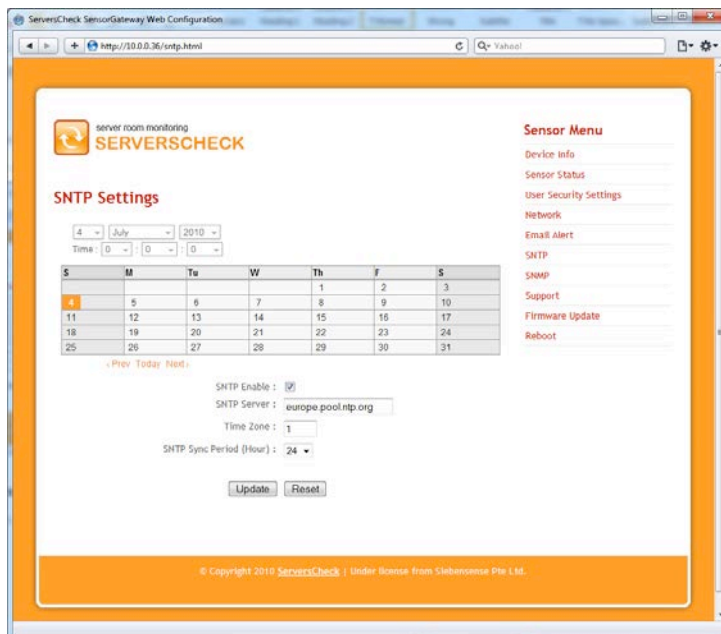 ServersCheck SensorGateway Web Configuration
http://10.0.0.36/sntp.html
Yahoo!
server room monitoring
SERVERSCHECK
SNTP Settings
4 July 2010
Time : 0 : 0 : 0
S M Tu W Th F S
1 2 3
4 5 6 7 8 9 10
11 12 13 14 15 16 17
18 19 20 21 22 23 24
25 26 27 28 29 30 31
‹ Prev Today Next ›
SNTP Enable :
SNTP Server : europe.pool.ntp.org
Time Zone : 1
SNTP Sync Period (Hour) : 24
Update Reset
Sensor Menu
Device Info
Sensor Status
User Security Settings
Network
Email Alert
SNTP
SNMP
Support
Firmware Update
Reboot
© Copyright 2010 ServersCheck | Under license from Siebensense Pte Ltd.